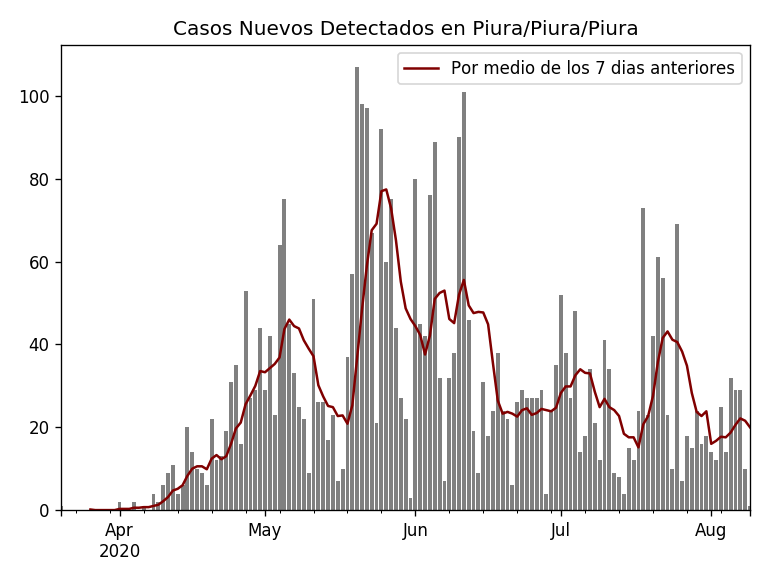 Casos Nuevos Detectados en Piura/Piura/Piura
Por medio de los 7 dias anteriores
100
80
60
40
20
0
Apr May Jun Jul Aug
2020